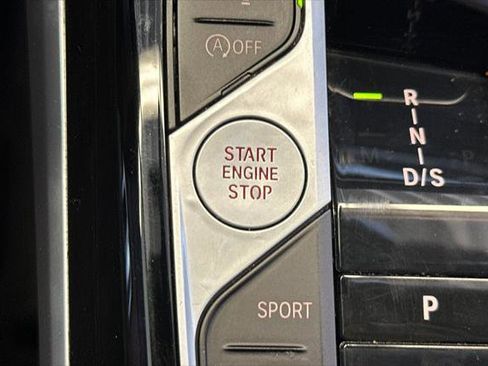 A OFF
START
ENGINE
STOP
SPORT
R
N
D/S
P